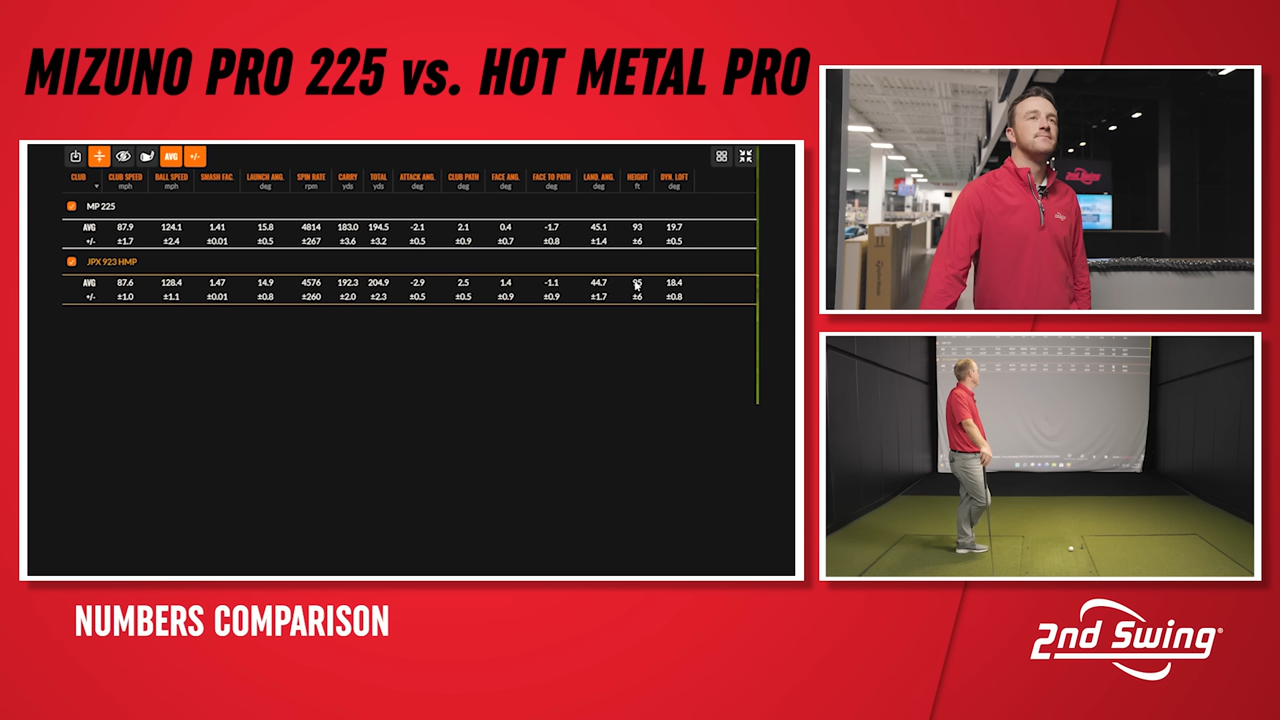 MIZUNO PRO 225 vs. HOT METAL PRO
AVG +/-
CLUB CLUB SPEED BALL SPEED SMASH FAC. LAUNCH ANG. SPIN RATE CARRY TOTAL ATTACK ANG. CLUB PATH FACE ANG. FACE TO PATH LAND. ANG. HEIGHT DYN. LOFT
mph mph deg rpm yds yds deg deg deg deg deg ft deg
MP 225
AVG 87.9 124.1 1.41 15.8 4814 183.0 194.5 -2.1 2.1 0.4 -1.7 45.1 93 19.7
+/- ±1.7 ±2.4 ±0.01 ±0.5 ±267 ±3.6 ±3.2 ±0.5 ±0.9 ±0.7 ±0.8 ±1.4 ±6 ±0.5
JPX 923 HMP
AVG 87.6 128.4 1.47 14.9 4576 192.3 204.9 -2.9 2.5 1.4 -1.1 44.7 18.4
+/- ±1.0 ±1.1 ±0.01 ±0.8 ±260 ±2.0 ±2.3 ±0.5 ±0.5 ±0.9 ±0.9 ±1.7 ±6 ±0.8
2nd Swing
NUMBERS COMPARISON
2nd Swing®